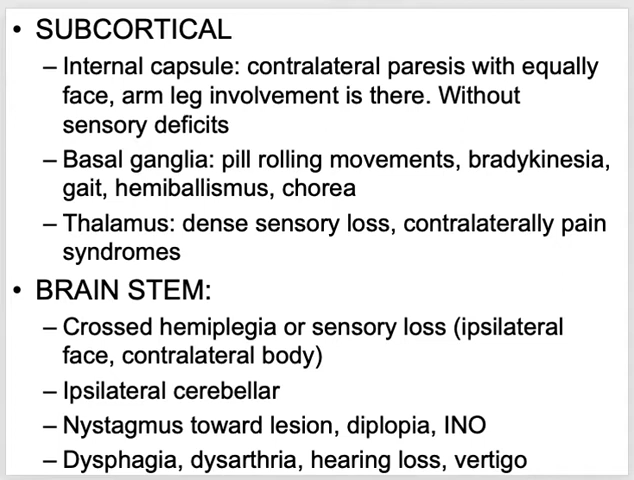 • SUBCORTICAL
– Internal capsule: contralateral paresis with equally
face, arm leg involvement is there. Without
sensory deficits
– Basal ganglia: pill rolling movements, bradykinesia,
gait, hemiballismus, chorea
– Thalamus: dense sensory loss, contralaterally pain
syndromes
• BRAIN STEM:
– Crossed hemiplegia or sensory loss (ipsilateral
face, contralateral body)
– Ipsilateral cerebellar
– Nystagmus toward lesion, diplopia, INO
– Dysphagia, dysarthria, hearing loss, vertigo